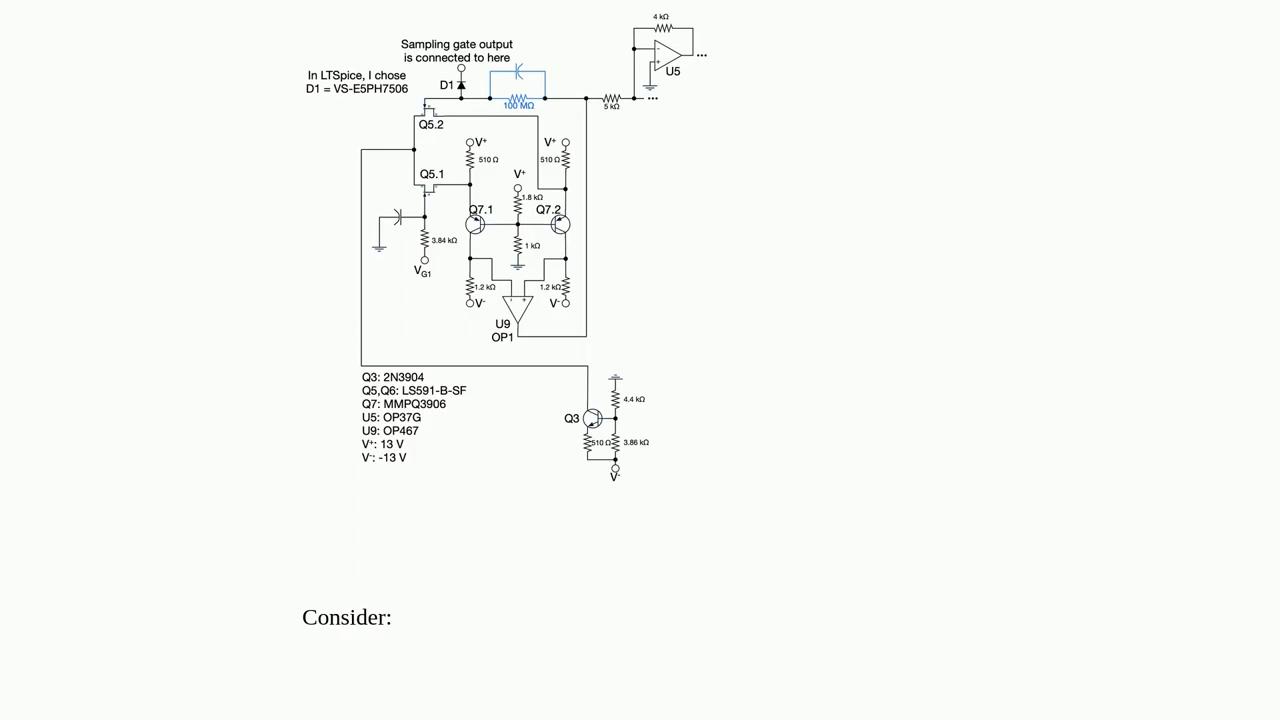 4 kΩ
Sampling gate output
is connected to here
U5
In LTSpice, I chose
D1 = VS-E5PH7506
D1
100 MΩ
5 kΩ
...
...
Q5.2
V+
V+
510 Ω
510 Ω
Q5.1
V+
1.8 kΩ
Q7.1
Q7.2
3.84 kΩ
1 kΩ
VG1
1.2 kΩ
1.2 kΩ
V-
V-
- +
- +
U9
OP1
Q3: 2N3904
Q5,Q6: LS591-B-SF
Q7: MMPQ3906
U5: OP37G
U9: OP467
V+: 13 V
V-: -13 V
4.4 kΩ
Q3
510 Ω
3.86 kΩ
V-
Consider: